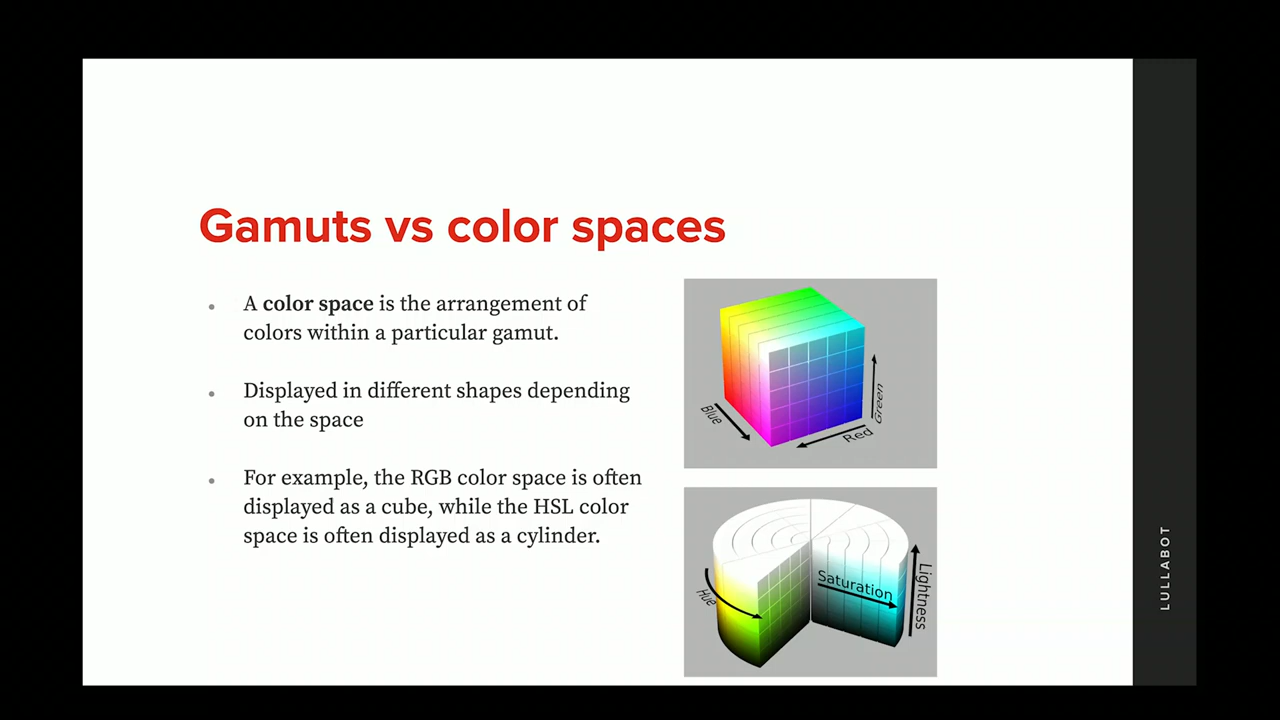 Gamuts vs color spaces
A color space is the arrangement of
colors within a particular gamut.
Displayed in different shapes depending
on the space
For example, the RGB color space is often
displayed as a cube, while the HSL color
space is often displayed as a cylinder.
Blue
Red
Green
Hue
Saturation
Lightness
LULLABOT